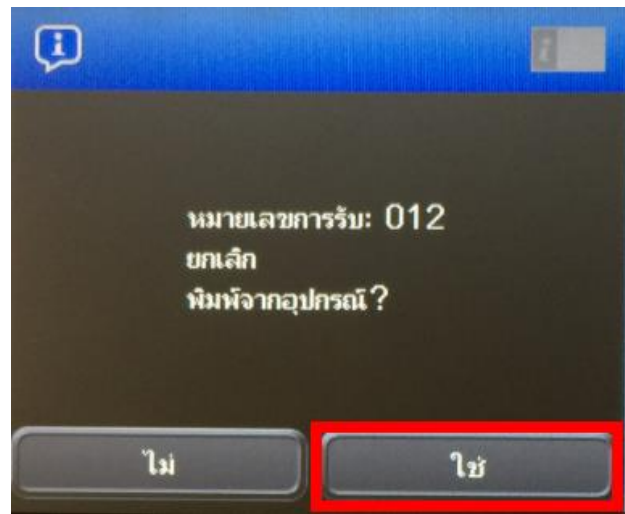 หมายเลขการรับ: 012
ยกเลิก
พิมพ์จากอุปกรณ์?
ไม่
ใช่